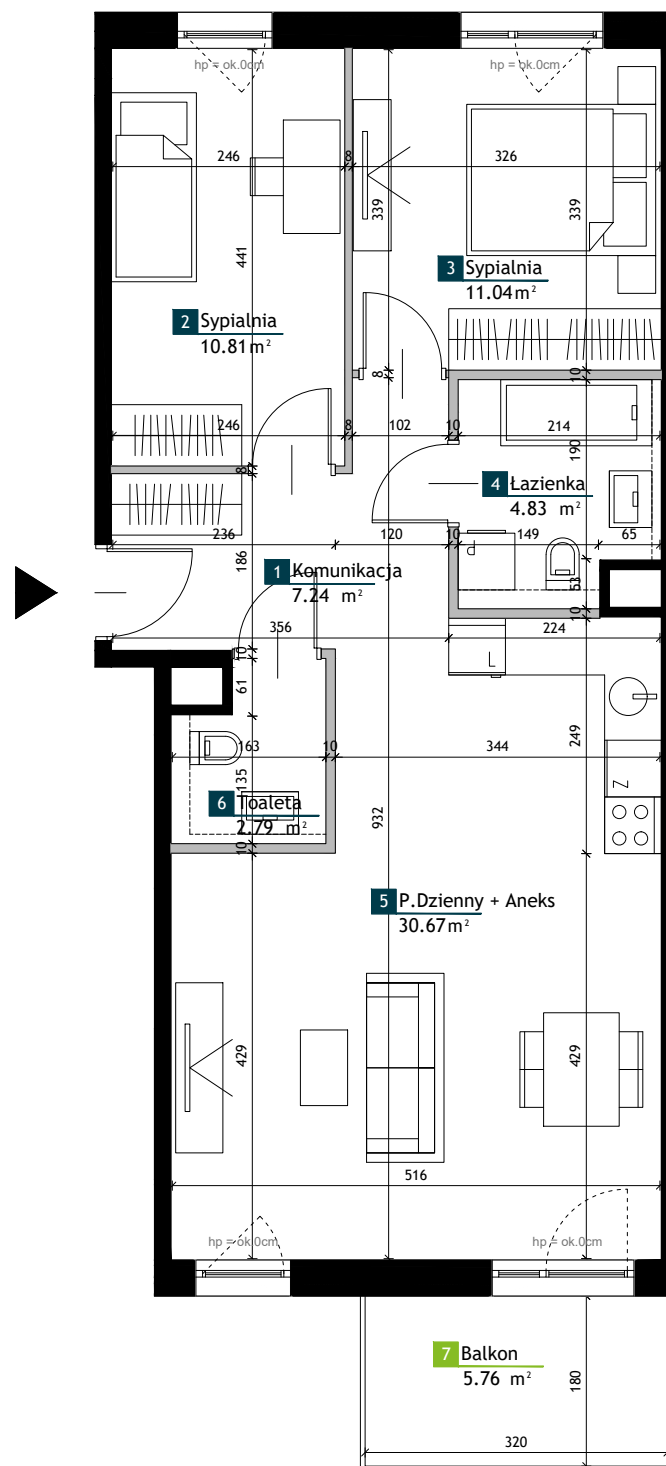 hp = ok.0cm
hp = ok.0cm
246
8
326
339
339
441
3 Sypialnia
11.04 m²
2 Sypialnia
10.81 m²
8
10
246
8
102
10
214
190
8
4 Łazienka
4.83 m²
236
120
10
149
65
186
d
1 Komunikacja
7.24 m²
53
10
356
224
10
61
L
163
10
344
249
135
Z
6 Toaleta
2.79 m²
932
10
5 P.Dzienny + Aneks
30.67 m²
429
429
516
hp = ok.0cm
hp = ok.0cm
7 Balkon
5.76 m²
180
320